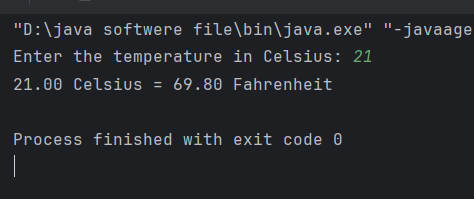 "D:\java softwere file\bin\java.exe" "-javaage
Enter the temperature in Celsius: 21
21.00 Celsius = 69.80 Fahrenheit
Process finished with exit code 0